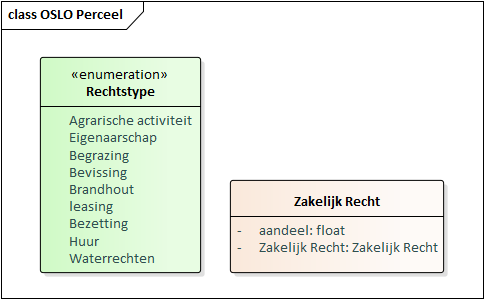 class OSLO Perceel
«enumeration»
Rechtstype
Agrarische activiteit
Eigenaarschap
Begrazing
Bevissing
Brandhout
leasing
Bezetting
Huur
Waterrechten
Zakelijk Recht
- aandeel: float
- Zakelijk Recht: Zakelijk Recht